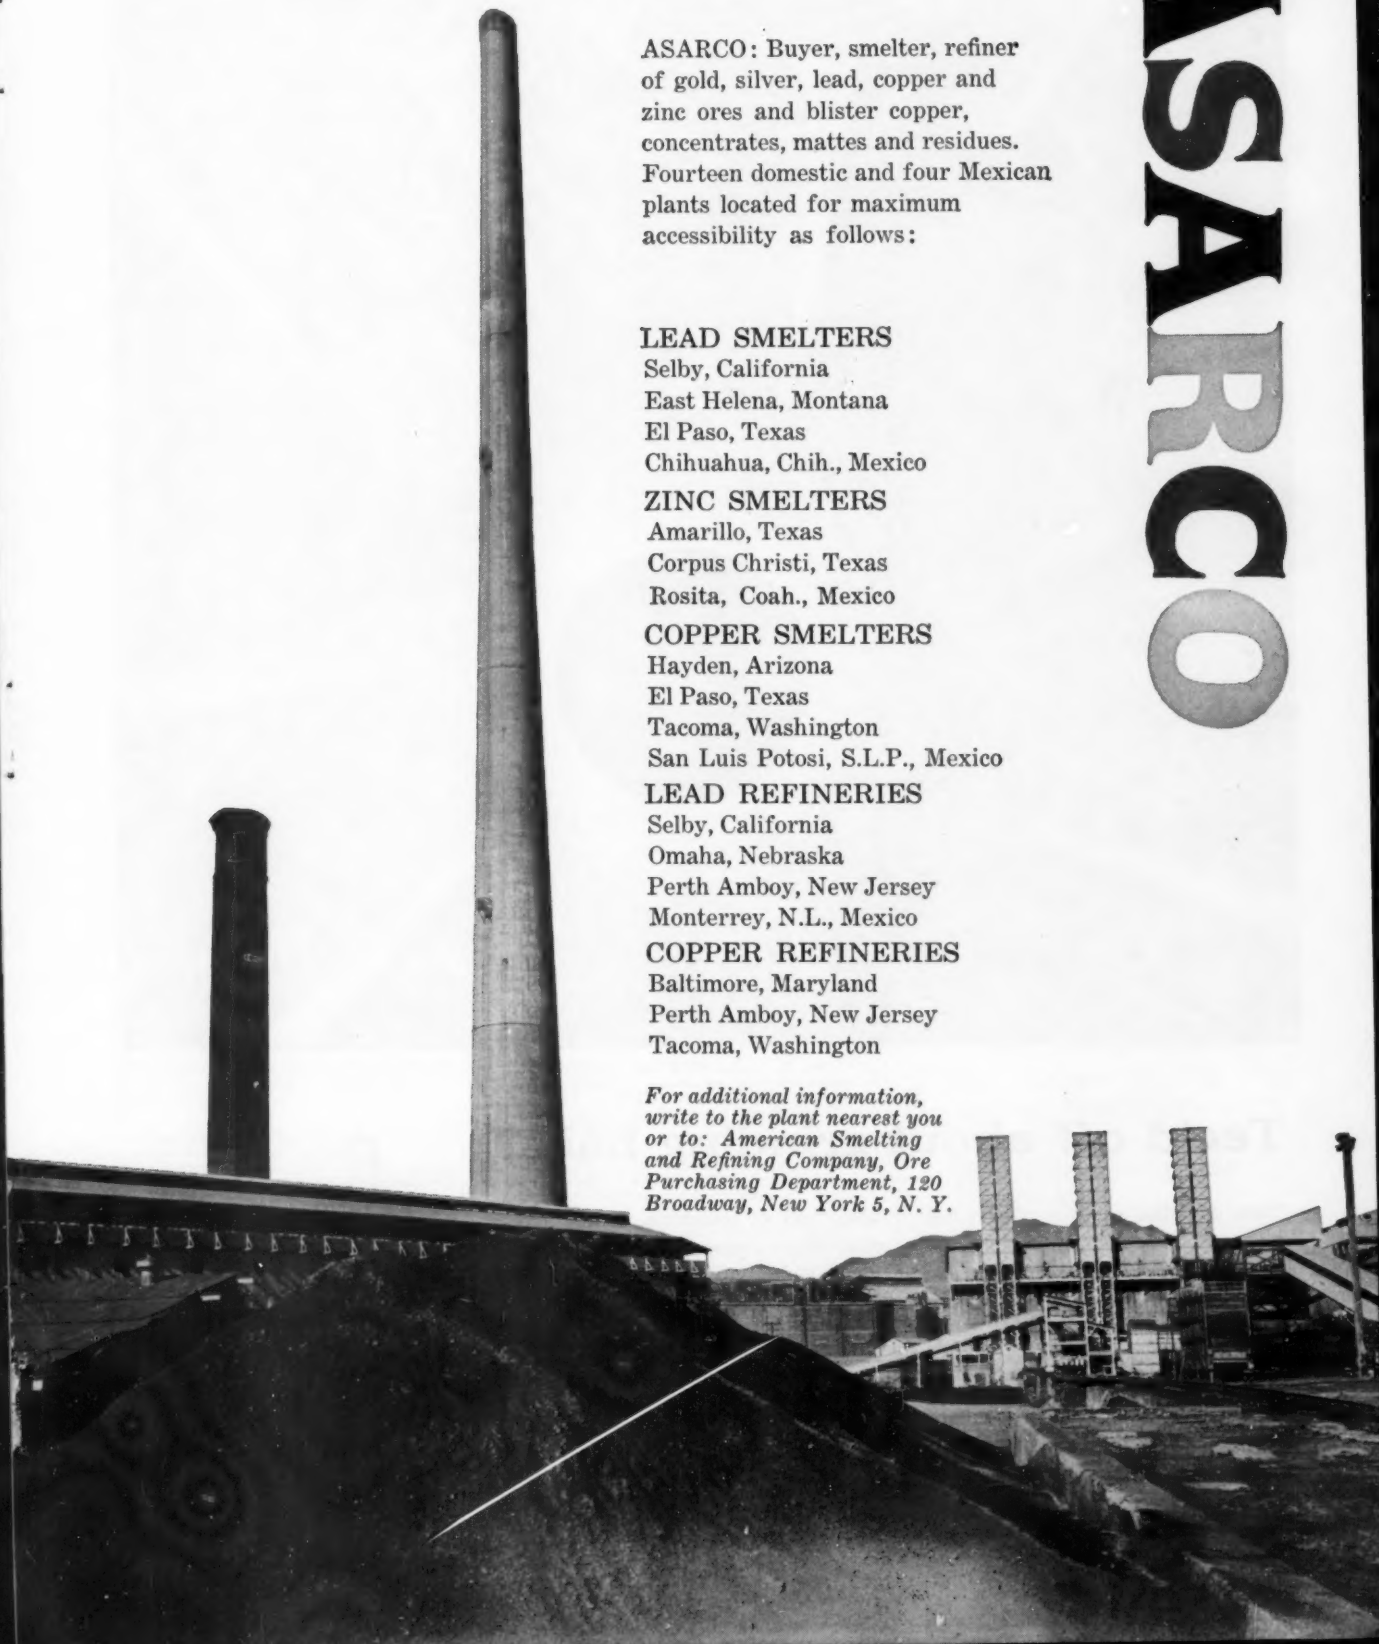 ASARCO: Buyer, smelter, refiner
of gold, silver, lead, copper and
zinc ores and blister copper,
concentrates, mattes and residues.
Fourteen domestic and four Mexican
plants located for maximum
accessibility as follows:
LEAD SMELTERS
Selby, California
East Helena, Montana
El Paso, Texas
Chihuahua, Chih., Mexico
ZINC SMELTERS
Amarillo, Texas
Corpus Christi, Texas
Rosita, Coah., Mexico
COPPER SMELTERS
Hayden, Arizona
El Paso, Texas
Tacoma, Washington
San Luis Potosi, S.L.P., Mexico
LEAD REFINERIES
Selby, California
Omaha, Nebraska
Perth Amboy, New Jersey
Monterrey, N.L., Mexico
COPPER REFINERIES
Baltimore, Maryland
Perth Amboy, New Jersey
Tacoma, Washington
For additional information,
write to the plant nearest you
or to: American Smelting
and Refining Company, Ore
Purchasing Department, 120
Broadway, New York 5, N. Y.
ASARCO